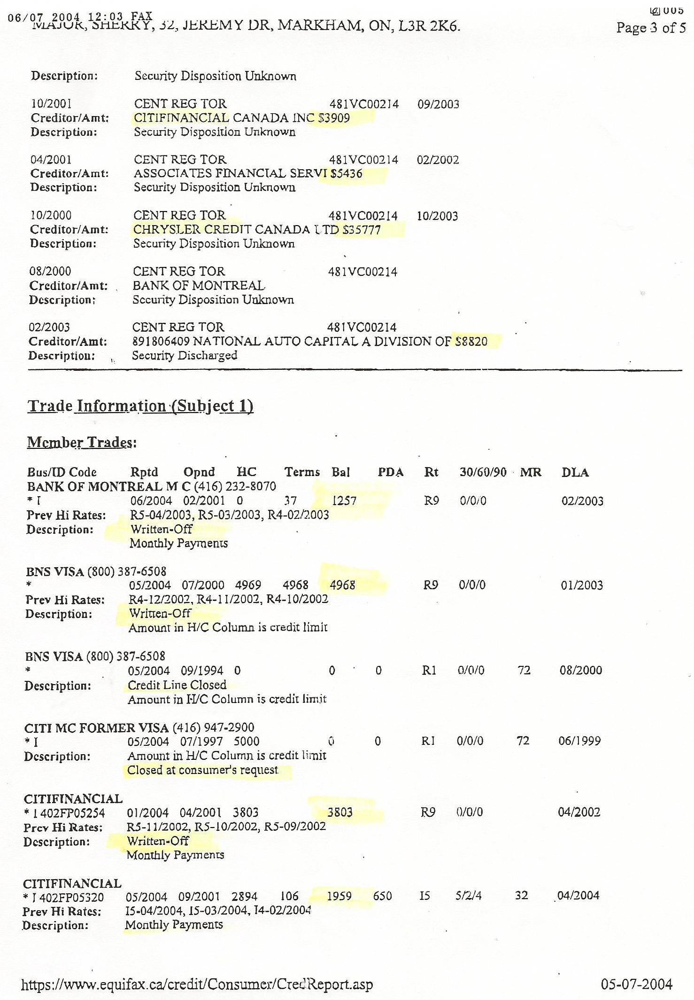 06/07 2004 12:03 FAX 005
MAJOR, SHERRY, 32, JEREMY DR, MARKHAM, ON, L3R 2K6. Page 3 of 5
Description: Security Disposition Unknown
10/2001 CENT REG TOR 481VC00214 09/2003
Creditor/Amt: CITIFINANCIAL CANADA INC $3909
Description: Security Disposition Unknown
04/2001 CENT REG TOR 481VC00214 02/2002
Creditor/Amt: ASSOCIATES FINANCIAL SERVI $5436
Description: Security Disposition Unknown
10/2000 CENT REG TOR 481VC00214 10/2003
Creditor/Amt: CHRYSLER CREDIT CANADA LTD $35777
Description: Security Disposition Unknown
08/2000 CENT REG TOR 481VC00214
Creditor/Amt: BANK OF MONTREAL
Description: Security Disposition Unknown
02/2003 CENT REG TOR 481VC00214
Creditor/Amt: 891806409 NATIONAL AUTO CAPITAL A DIVISION OF $8820
Description: Security Discharged
Trade Information (Subject 1)
Member Trades:
Bus/ID Code Rptd Opnd HC Terms Bal PDA Rt 30/60/90 MR DLA
BANK OF MONTREAL M C (416) 232-8070
* I 06/2004 02/2001 0 37 1257 R9 0/0/0 02/2003
Prev Hi Rates: R5-04/2003, R5-03/2003, R4-02/2003
Description: Written-Off
Monthly Payments
BNS VISA (800) 387-6508
* 05/2004 07/2000 4969 4968 4968 R9 0/0/0 01/2003
Prev Hi Rates: R4-12/2002, R4-11/2002, R4-10/2002
Description: Written-Off
Amount in H/C Column is credit limit
BNS VISA (800) 387-6508
* 05/2004 09/1994 0 0 0 R1 0/0/0 72 08/2000
Description: Credit Line Closed
Amount in H/C Column is credit limit
CITI MC FORMER VISA (416) 947-2900
* I 05/2004 07/1997 5000 0 0 R1 0/0/0 72 06/1999
Description: Amount in H/C Column is credit limit
Closed at consumer's request
CITIFINANCIAL
* I 402FP05254 01/2004 04/2001 3803 3803 R9 0/0/0 04/2002
Prev Hi Rates: R5-11/2002, R5-10/2002, R5-09/2002
Description: Written-Off
Monthly Payments
CITIFINANCIAL
* I 402FP05320 05/2004 09/2001 2894 106 1959 650 I5 5/2/4 32 04/2004
Prev Hi Rates: I5-04/2004, I5-03/2004, I4-02/2004
Description: Monthly Payments
https://www.equifax.ca/credit/Consumer/CredReport.asp 05-07-2004